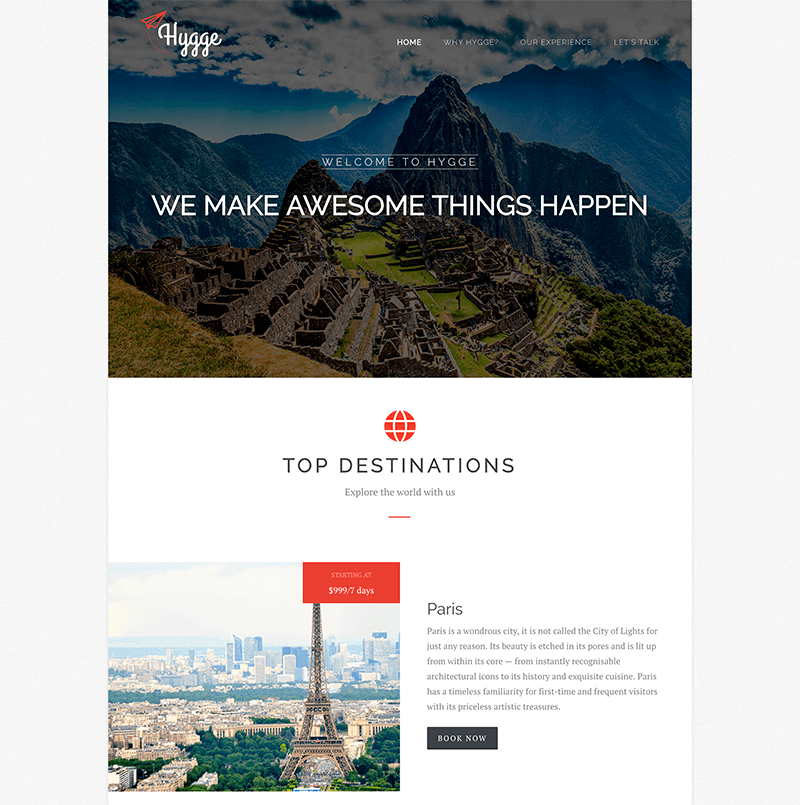 Hygge
HOME WHY HYGGE? OUR EXPERIENCE LET'S TALK
WELCOME TO HYGGE
WE MAKE AWESOME THINGS HAPPEN
TOP DESTINATIONS
Explore the world with us
STARTING AT
$999/7 days
Paris
Paris is a wondrous city, it is not called the City of Lights for
just any reason. Its beauty is etched in its pores and is lit up
from within its core — from instantly recognisable
architectural icons to its history and exquisite cuisine. Paris
has a timeless familiarity for first-time and frequent visitors
with its priceless artistic treasures.
BOOK NOW